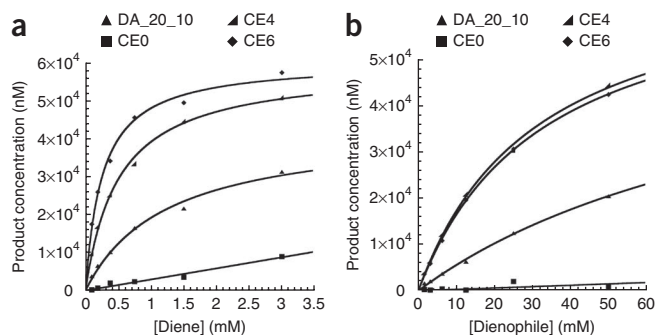 a
▲ DA_20_10 ◢ CE4
■ CE0 ◆ CE6
Product concentration (nM)
6×10⁴
5×10⁴
4×10⁴
3×10⁴
2×10⁴
1×10⁴
0
0 0.5 1.0 1.5 2.0 2.5 3.0 3.5
[Diene] (mM)
b
▲ DA_20_10 ◢ CE4
■ CE0 ◆ CE6
Product concentration (nM)
5×10⁴
4×10⁴
3×10⁴
2×10⁴
1×10⁴
0
0 10 20 30 40 50 60
[Dienophile] (mM)